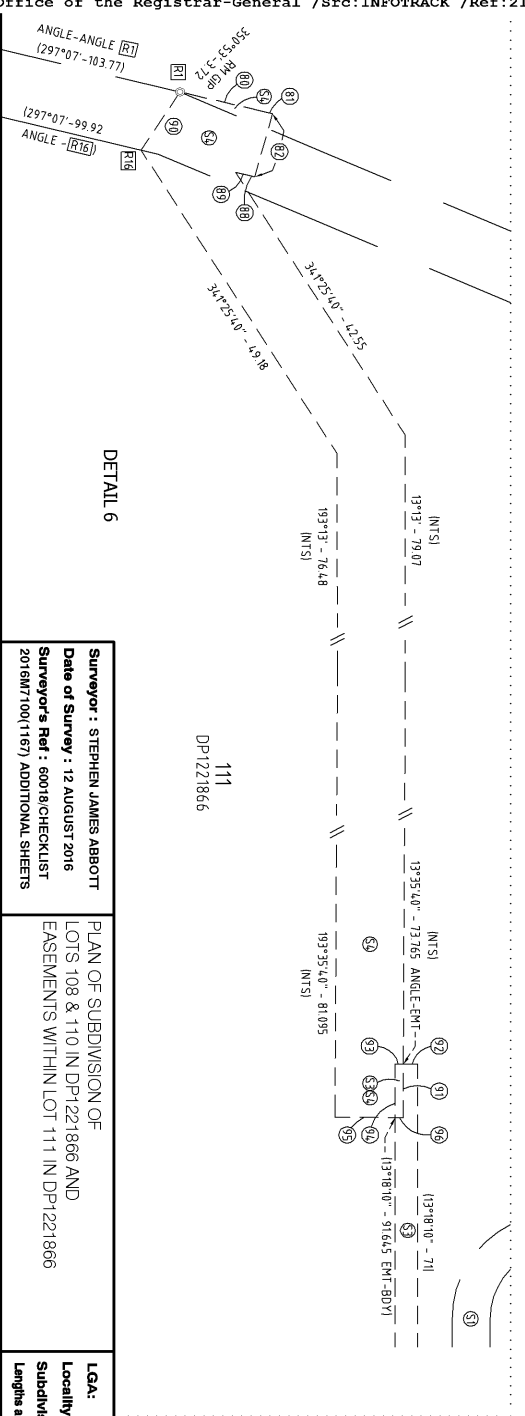 Office of the Registrar-General /Src:INFOTRACK /Ref:21
ANGLE-ANGLE R1
(297°07'-103.77)
(297°07'-99.92
ANGLE - R16)
R1
R16
350°53'-3.72
RM GIP
80
S4
81
82
90
S4
89
88
341°25'40" - 42.55
341°25'40" - 49.18
13°13' - 79.07
(NTS)
193°13' - 76.48
(NTS)
DETAIL 6
111
DP1221866
(NTS)
13°35'40" - 73.765 ANGLE-EMT
S4
193°35'40" - 81.095
(NTS)
93
92
S3 S4
91
95
94
96
(13°18'10" - 71
S3
(13°18'10" - 91.645 EMT-BDY)
S1
Surveyor : STEPHEN JAMES ABBOTT
Date of Survey : 12 AUGUST 2016
Surveyor's Ref : 60018/CHECKLIST
2016M7100(1167) ADDITIONAL SHEETS
PLAN OF SUBDIVISION OF
LOTS 108 & 110 IN DP1221866 AND
EASEMENTS WITHIN LOT 111 IN DP1221866
LGA:
Locality
Subdivis
Lengths a